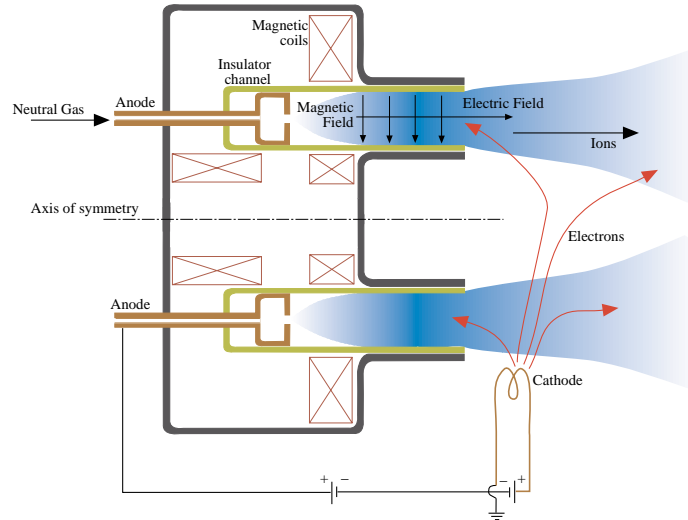 Magnetic
coils
Insulator
channel
Neutral Gas
Anode
Magnetic
Field
Electric Field
Ions
Axis of symmetry
Electrons
Anode
Cathode
+ −
− +